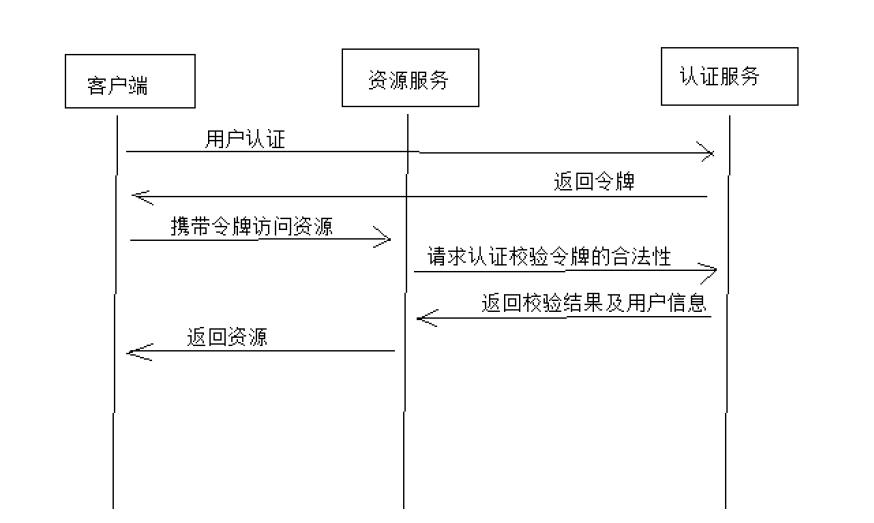 客户端
资源服务
认证服务
用户认证
返回令牌
携带令牌访问资源
请求认证校验令牌的合法性
返回校验结果及用户信息
返回资源